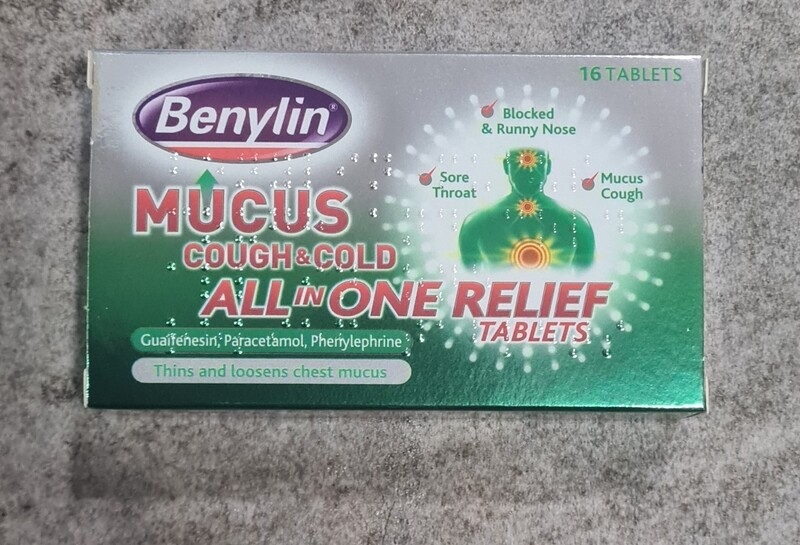 16 TABLETS
Benylin®
Blocked
& Runny Nose
Sore
Throat
Mucus
Cough
MUCUS
COUGH & COLD
ALL IN ONE RELIEF
TABLETS
Guaifenesin, Paracetamol, Phenylephrine
Thins and loosens chest mucus